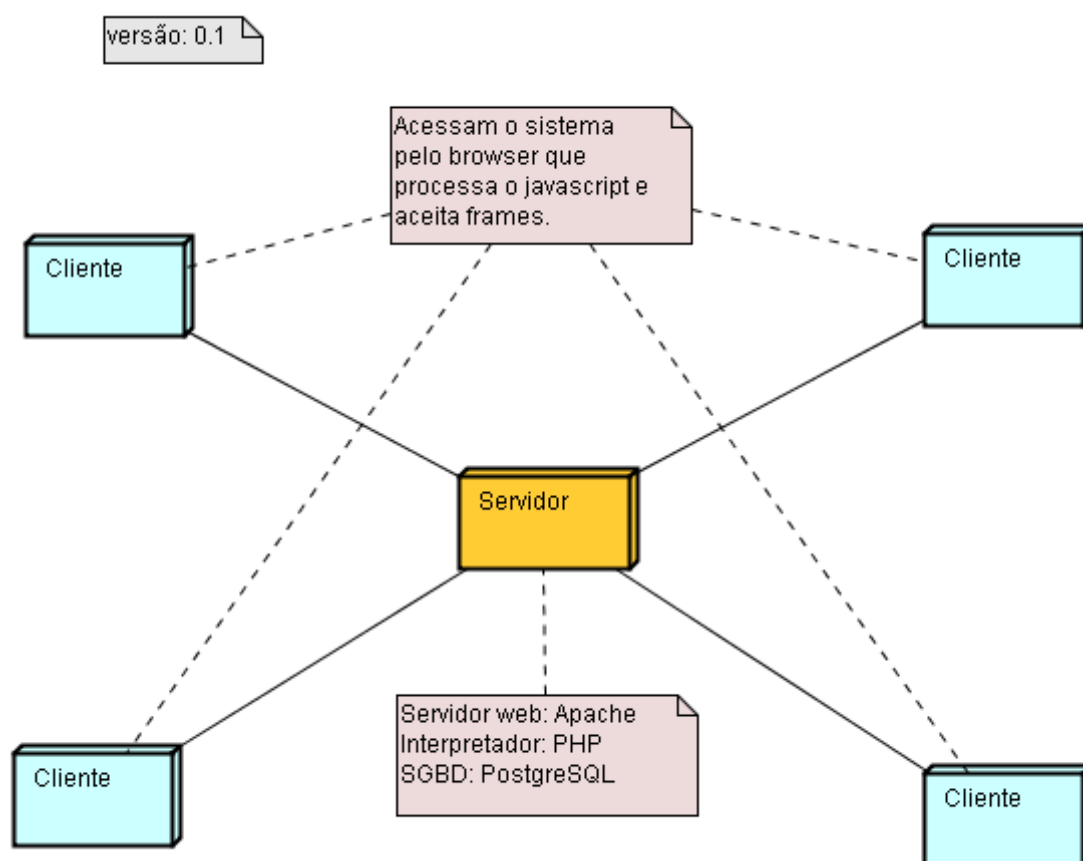 versão: 0.1
Acessam o sistema
pelo browser que
processa o javascript e
aceita frames.
Cliente
Cliente
Servidor
Servidor web: Apache
Interpretador: PHP
SGBD: PostgreSQL
Cliente
Cliente